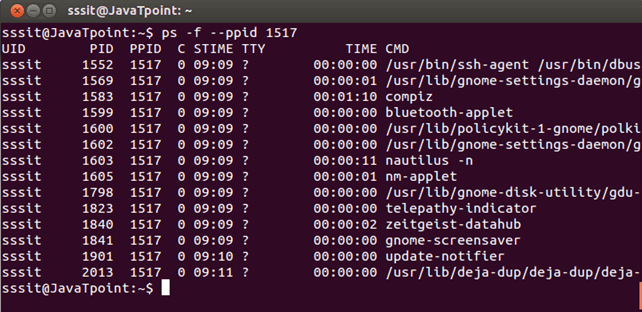 sssit@JavaTpoint: ~
sssit@JavaTpoint:~$ ps -f --ppid 1517
UID        PID  PPID  C STIME TTY          TIME CMD
sssit     1552  1517  0 09:09 ?        00:00:00 /usr/bin/ssh-agent /usr/bin/dbus
sssit     1569  1517  0 09:09 ?        00:00:01 /usr/lib/gnome-settings-daemon/g
sssit     1583  1517  0 09:09 ?        00:01:10 compiz
sssit     1599  1517  0 09:09 ?        00:00:00 bluetooth-applet
sssit     1600  1517  0 09:09 ?        00:00:00 /usr/lib/policykit-1-gnome/polki
sssit     1602  1517  0 09:09 ?        00:00:00 /usr/lib/gnome-settings-daemon/g
sssit     1603  1517  0 09:09 ?        00:00:11 nautilus -n
sssit     1605  1517  0 09:09 ?        00:00:01 nm-applet
sssit     1798  1517  0 09:09 ?        00:00:00 /usr/lib/gnome-disk-utility/gdu-
sssit     1823  1517  0 09:09 ?        00:00:00 telepathy-indicator
sssit     1840  1517  0 09:09 ?        00:00:02 zeitgeist-datahub
sssit     1841  1517  0 09:09 ?        00:00:00 gnome-screensaver
sssit     1901  1517  0 09:10 ?        00:00:00 update-notifier
sssit     2013  1517  0 09:11 ?        00:00:00 /usr/lib/deja-dup/deja-dup/deja-
sssit@JavaTpoint:~$